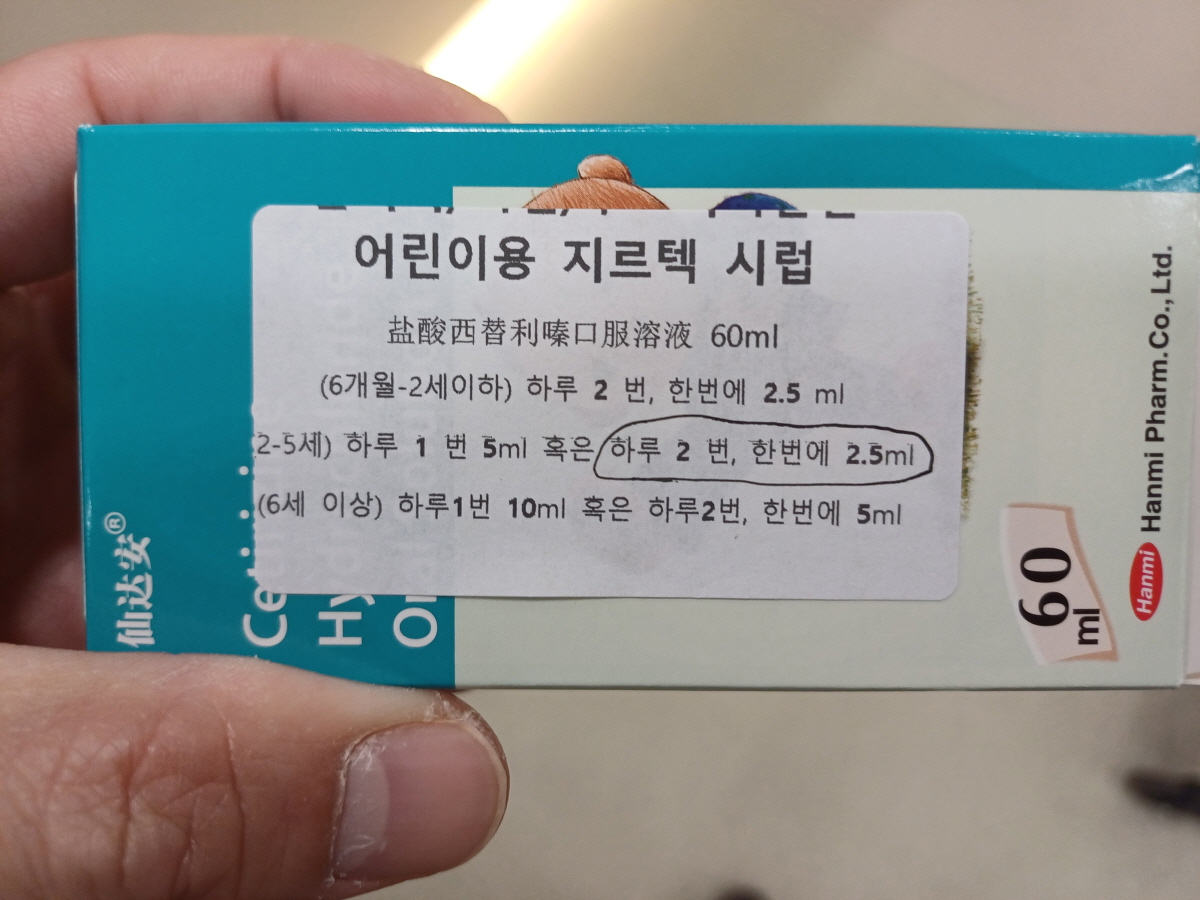 어린이용 지르텍 시럽
盐酸西替利嗪口服溶液 60ml
(6개월-2세이하) 하루 2 번, 한번에 2.5 ml
2-5세) 하루 1 번 5ml 혹은 하루 2 번, 한번에 2.5ml
(6세 이상) 하루1번 10ml 혹은 하루2번, 한번에 5ml
仙达安®
60
ml
Hanmi
Hanmi Pharm.Co.,Ltd.